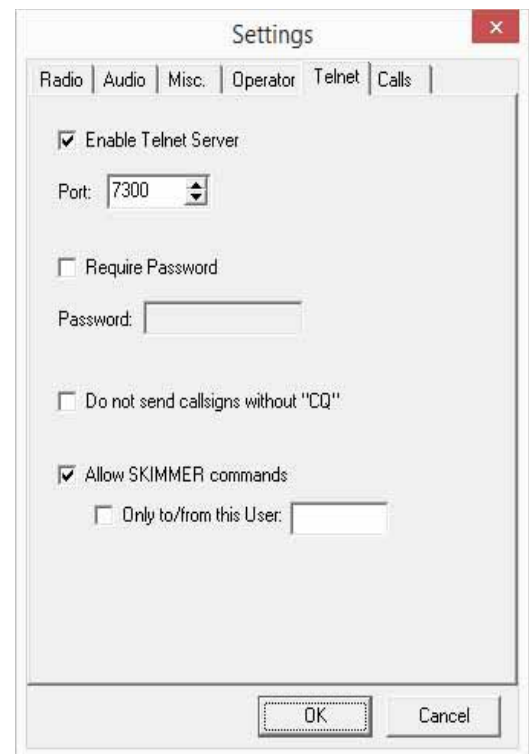 Settings
Radio Audio Misc. Operator Telnet Calls
Enable Telnet Server
Port: 7300
Require Password
Password:
Do not send callsigns without "CQ"
Allow SKIMMER commands
Only to/from this User:
OK Cancel